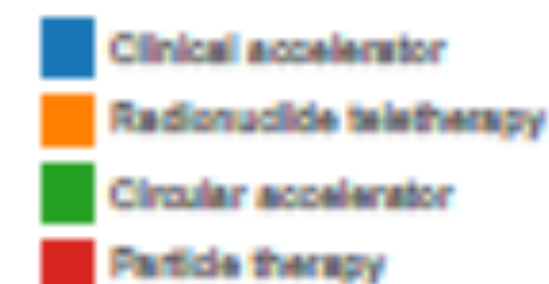 Clinical accelerator
Radionuclide teletherapy
Circular accelerator
Particle therapy